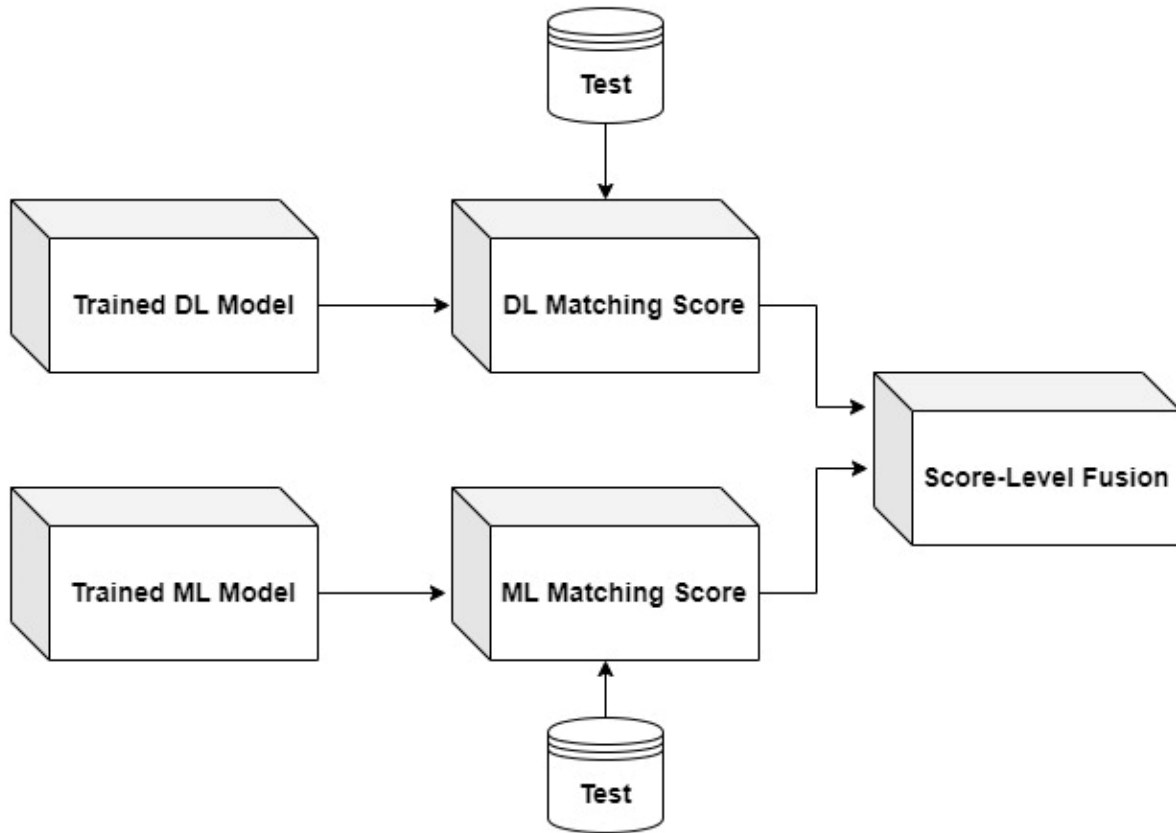 Test
Trained DL Model
DL Matching Score
Score-Level Fusion
Trained ML Model
ML Matching Score
Test